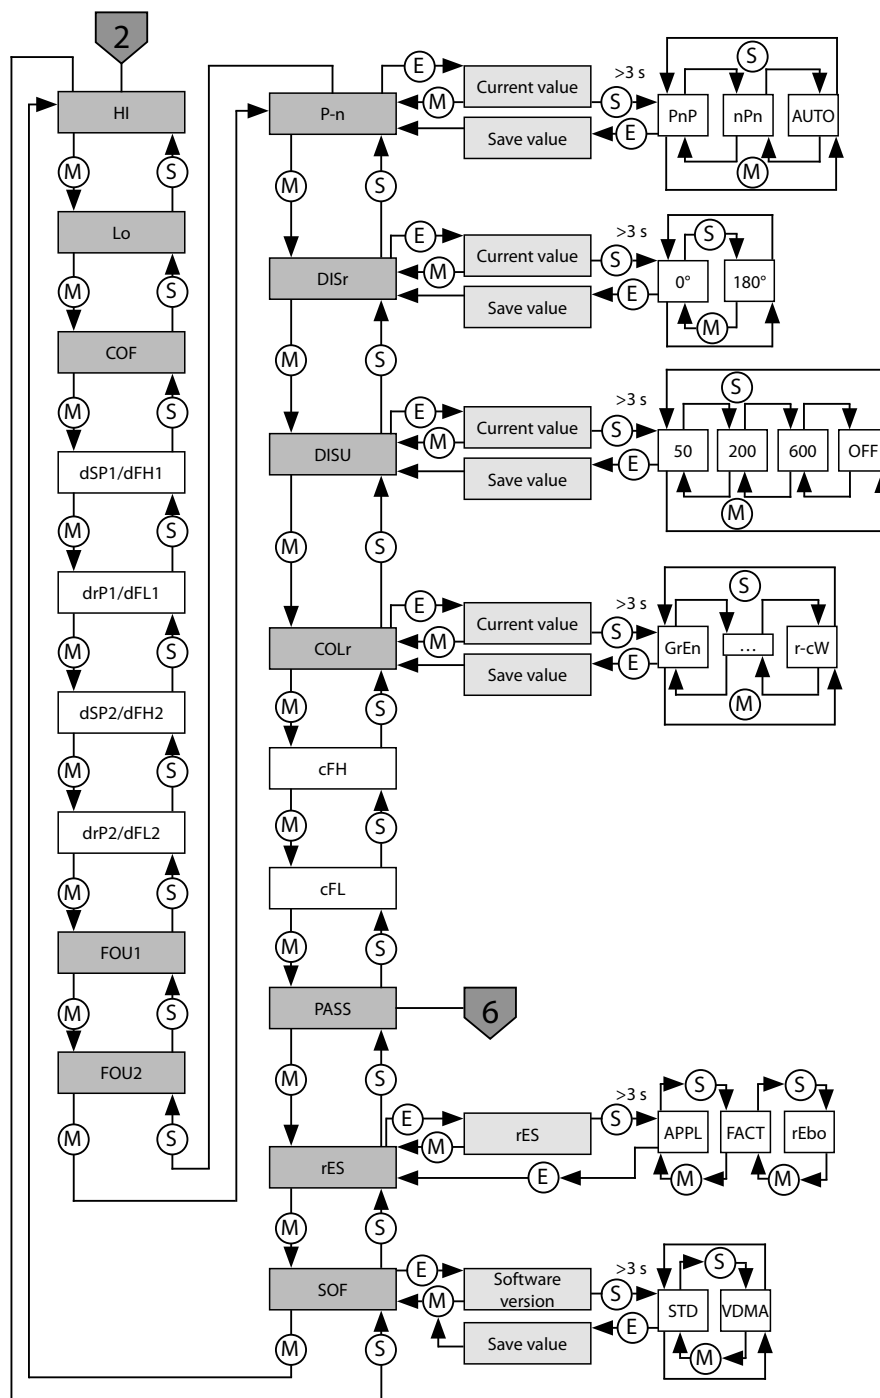 2
HI
M
S
Lo
M
S
COF
M
S
dSP1/dFH1
M
S
drP1/dFL1
M
S
dSP2/dFH2
M
S
drP2/dFL2
M
S
FOU1
M
S
FOU2
M
S
P-n
E
Current value
M
Save value
>3 s
S
E
S
PnP
nPn
AUTO
M
M
S
DISr
E
Current value
M
Save value
>3 s
S
E
S
0°
180°
M
M
S
DISU
E
Current value
M
Save value
>3 s
S
E
S
50
200
600
OFF
M
M
S
COLr
E
Current value
M
Save value
>3 s
S
E
S
GrEn
...
r-cW
M
M
S
cFH
M
S
cFL
M
S
PASS
6
M
S
rES
E
rES
M
>3 s
S
E
S
S
APPL
FACT
rEbo
M
M
M
S
SOF
E
Software
version
M
Save value
>3 s
S
E
S
STD
VDMA
M
M
S